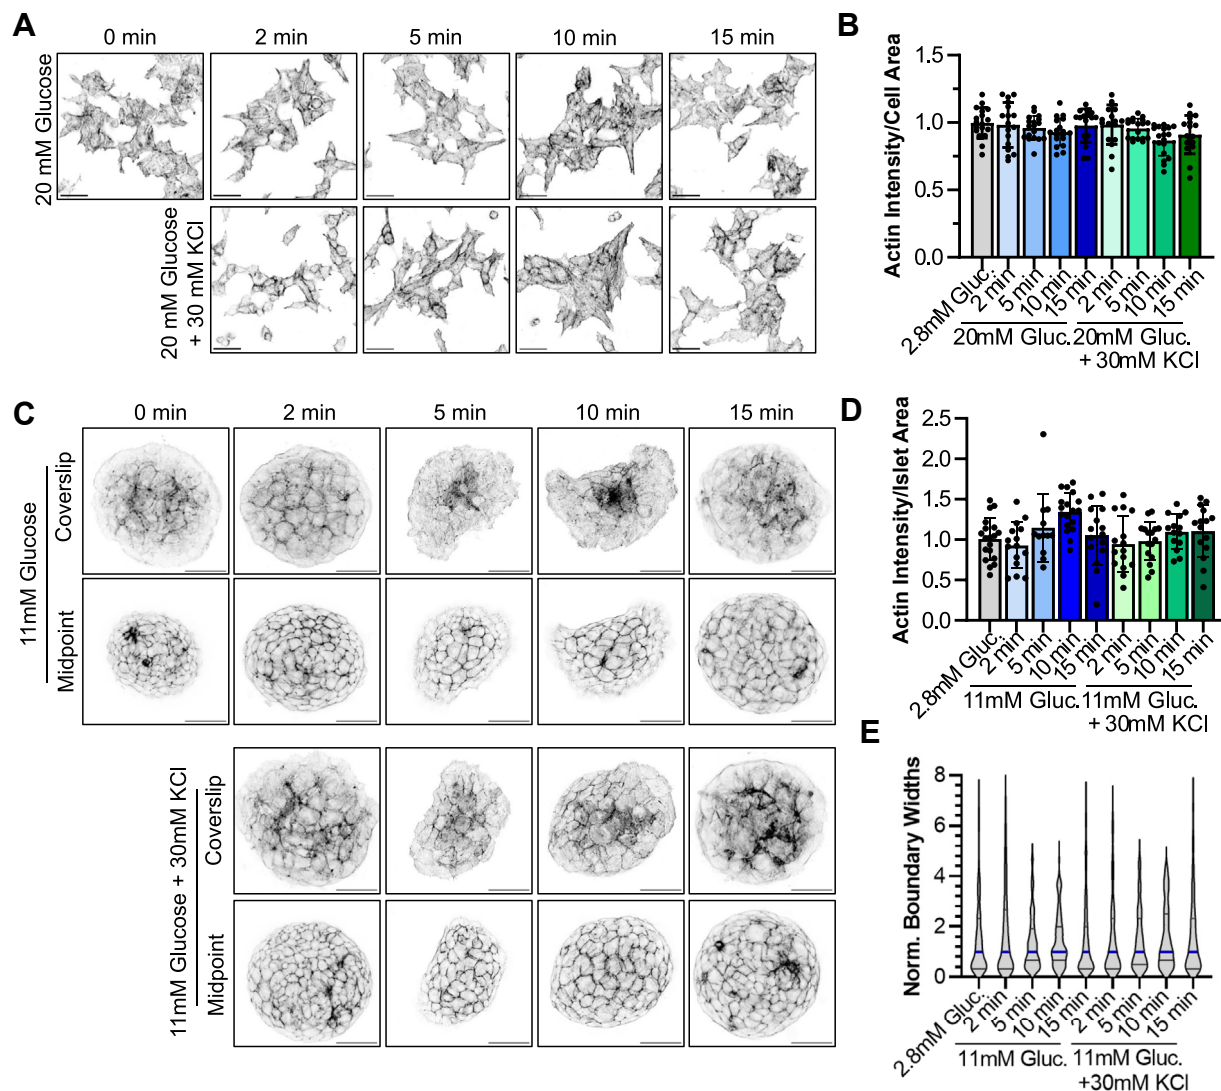 A
0 min
2 min
5 min
10 min
15 min
20 mM Glucose
20 mM Glucose
+ 30 mM KCl
B
Actin Intensity/Cell Area
1.5
1.0
0.5
0.0
2.8mM Gluc.
2 min
5 min
10 min
15 min
2 min
5 min
10 min
15 min
20mM Gluc.
20mM Gluc.
+ 30mM KCl
C
0 min
2 min
5 min
10 min
15 min
11mM Glucose
Coverslip
Midpoint
11mM Glucose + 30mM KCl
Coverslip
Midpoint
D
Actin Intensity/Islet Area
2.5
2.0
1.5
1.0
0.5
0.0
2.8mM Gluc.
2 min
5 min
10 min
15 min
2 min
5 min
10 min
15 min
11mM Gluc.
11mM Gluc.
+ 30mM KCl
E
Norm. Boundary Widths
8
6
4
2
0
2.8mM Gluc.
2 min
5 min
10 min
15 min
2 min
5 min
10 min
15 min
11mM Gluc.
11mM Gluc.
+30mM KCl